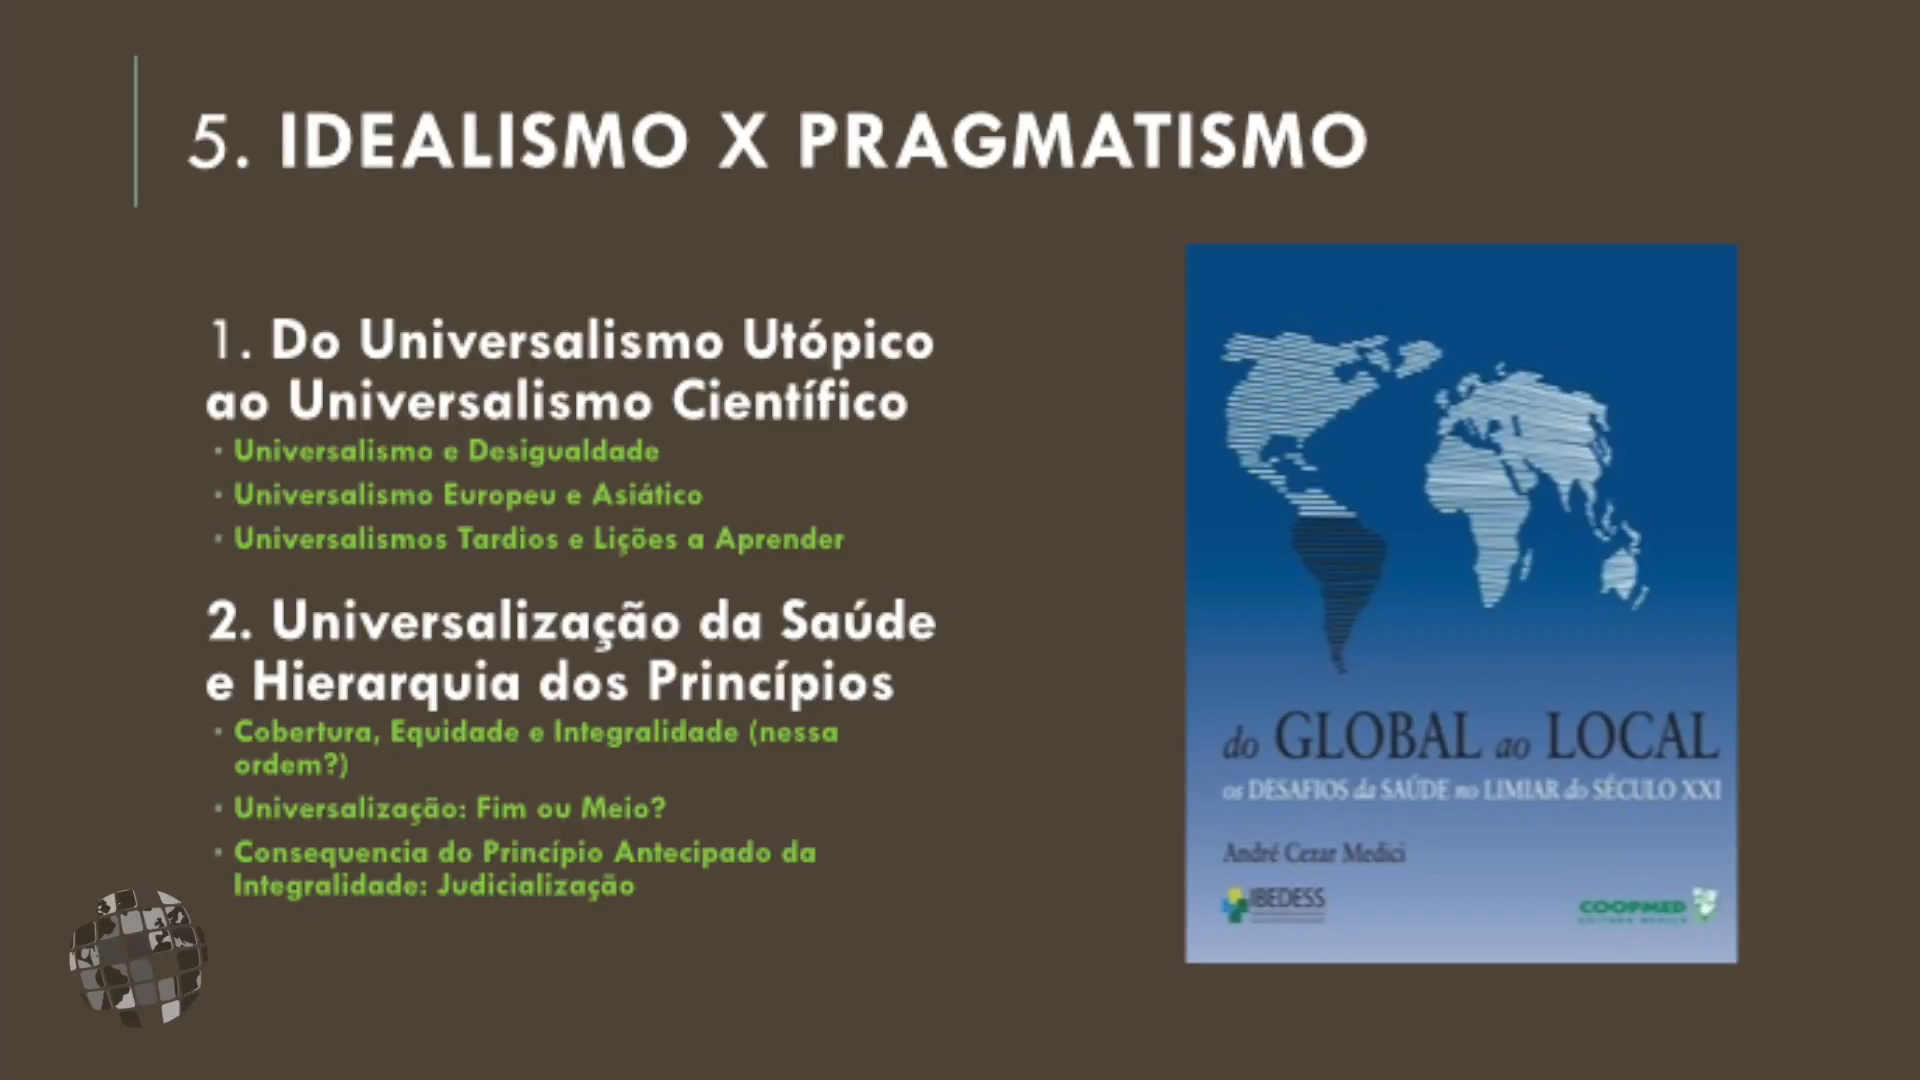 5. IDEALISMO X PRAGMATISMO
1. Do Universalismo Utópico
ao Universalismo Científico
· Universalismo e Desigualdade
· Universalismo Europeu e Asiático
· Universalismos Tardios e Lições a Aprender
2. Universalização da Saúde
e Hierarquia dos Princípios
· Cobertura, Equidade e Integralidade (nessa
ordem?)
· Universalização: Fim ou Meio?
· Consequencia do Princípio Antecipado da
Integralidade: Judicialização
do GLOBAL ao LOCAL
os DESAFIOS da SAÚDE no LIMIAR do SÉCULO XXI
André Cezar Medici
IBEDESS
COOPMED